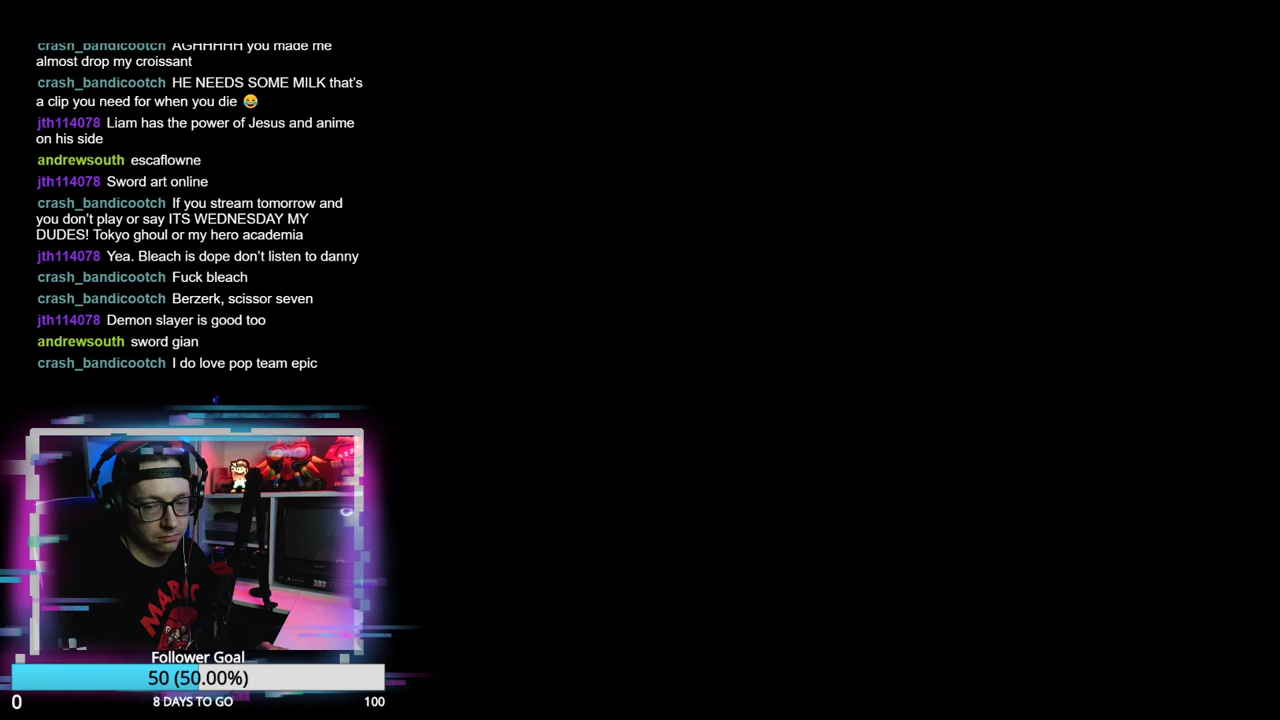 crash_bandicootch AGHHHHH you made me
almost drop my croissant
crash_bandicootch HE NEEDS SOME MILK that's
a clip you need for when you die 😂
jth114078 Liam has the power of Jesus and anime
on his side
andrewsouth escaflowne
jth114078 Sword art online
crash_bandicootch If you stream tomorrow and
you don't play or say ITS WEDNESDAY MY
DUDES! Tokyo ghoul or my hero academia
jth114078 Yea. Bleach is dope don't listen to danny
crash_bandicootch Fuck bleach
crash_bandicootch Berzerk, scissor seven
jth114078 Demon slayer is good too
andrewsouth sword gian
crash_bandicootch I do love pop team epic
Follower Goal
50 (50.00%)
0 8 DAYS TO GO 100